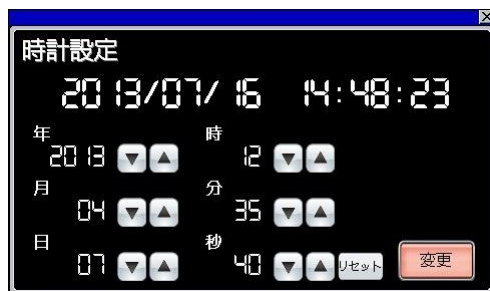 時計設定
2013/07/16 14:48:23
年 時
2013 ▼ ▲ 12 ▼ ▲
月 分
04 ▼ ▲ 35 ▼ ▲
日 秒
07 ▼ ▲ 40 ▼ ▲ リセット 変更